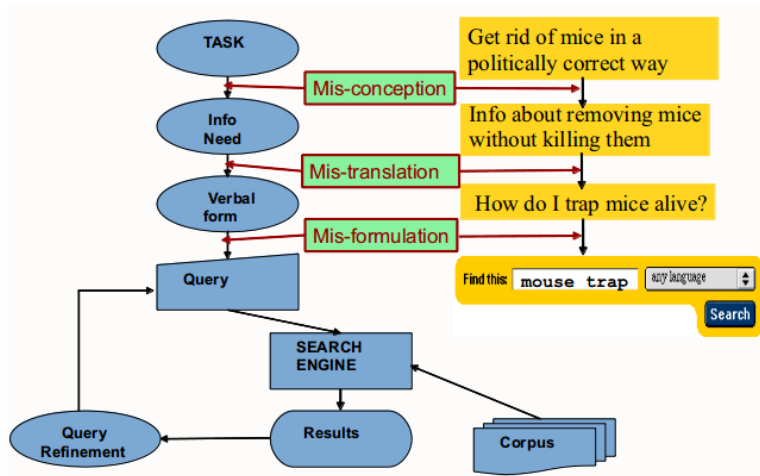 TASK
Get rid of mice in a
politically correct way
Mis-conception
Info
Need
Info about removing mice
without killing them
Mis-translation
Verbal
form
How do I trap mice alive?
Mis-formulation
Query
Find this: mouse trap any language
Search
SEARCH
ENGINE
Query
Refinement
Results
Corpus